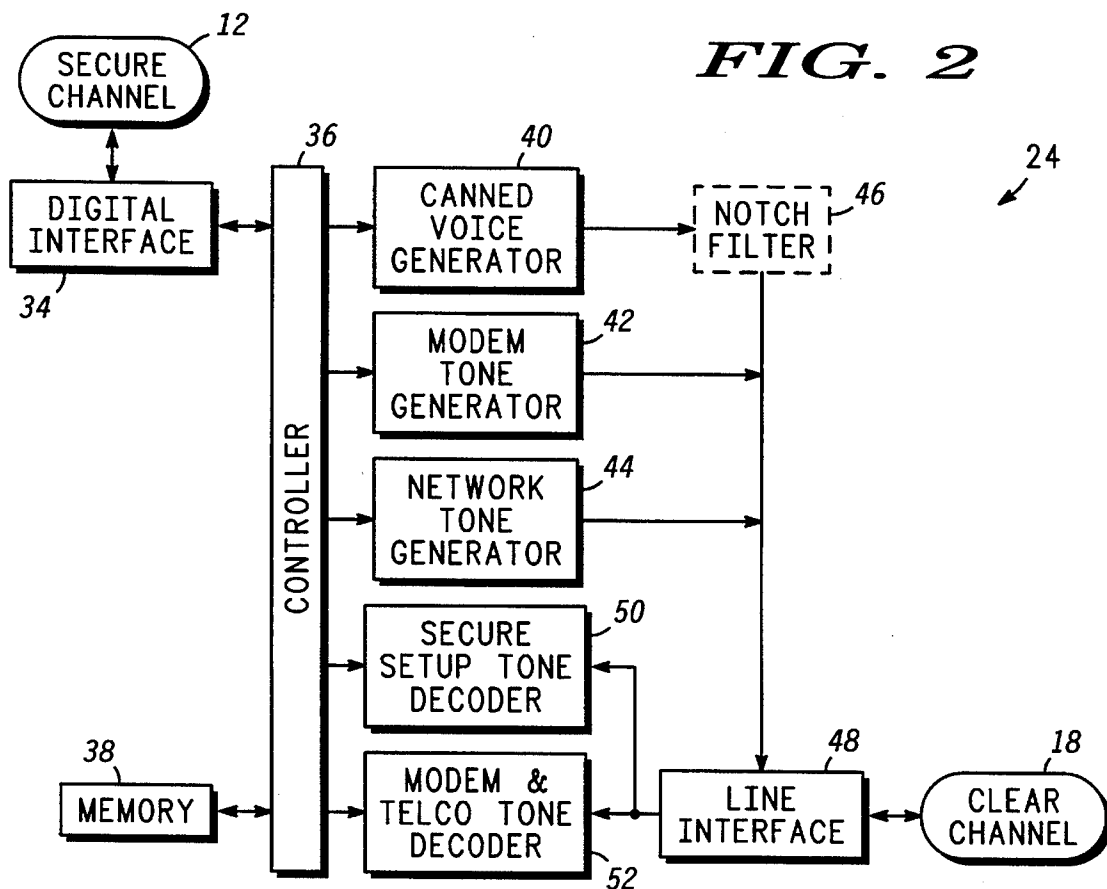 12
SECURE
CHANNEL
FIG. 2
36
40
24
DIGITAL
INTERFACE
34
CANNED
VOICE
GENERATOR
NOTCH
FILTER
46
42
MODEM
TONE
GENERATOR
CONTROLLER
44
NETWORK
TONE
GENERATOR
50
SECURE
SETUP TONE
DECODER
38
MEMORY
MODEM &
TELCO TONE
DECODER
52
48
LINE
INTERFACE
18
CLEAR
CHANNEL